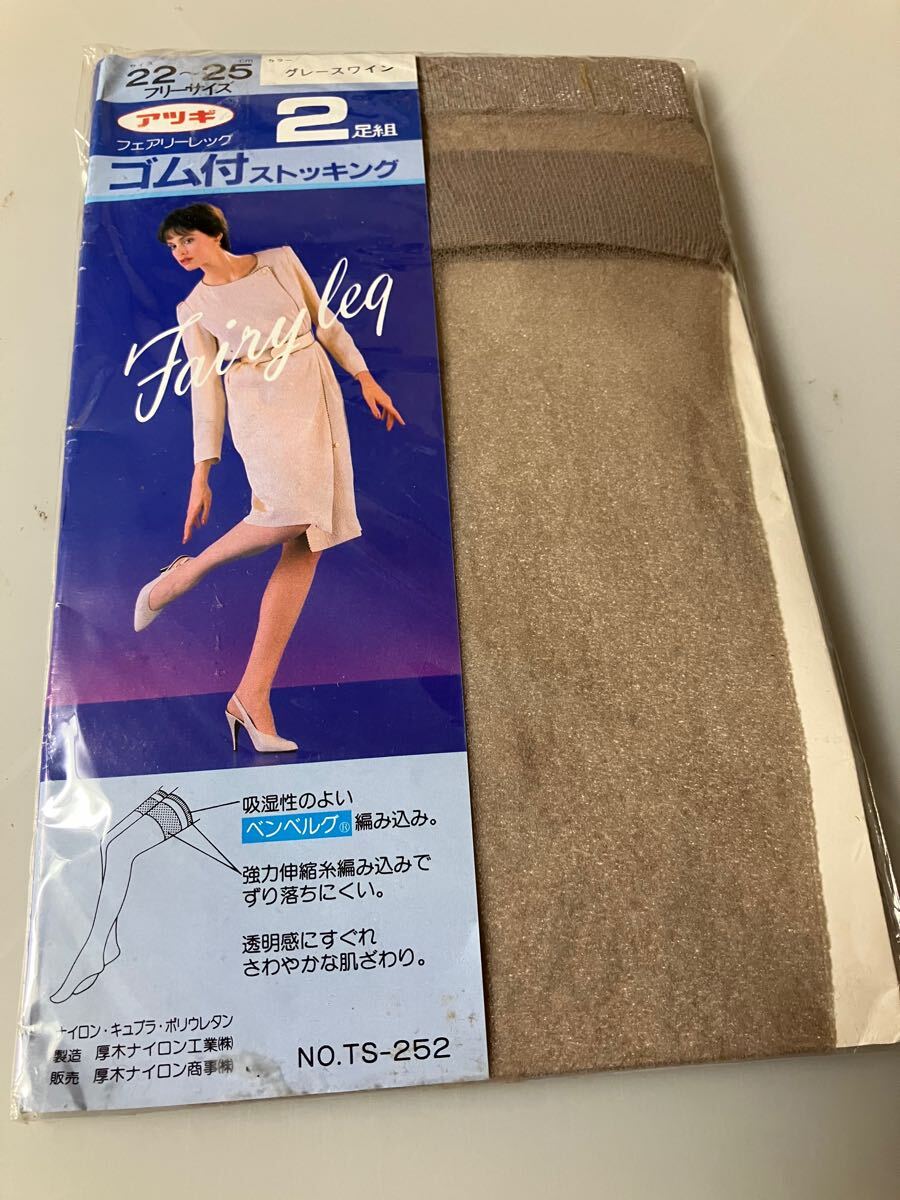 サイズ
22〜25cm
フリーサイズ
カラー
グレースワイン
アツギ
フェアリーレッグ
2足組
ゴム付ストッキング
Fairy leg
吸湿性のよい
ベンベルグ® 編み込み。
強力伸縮糸編み込みで
ずり落ちにくい。
透明感にすぐれ
さわやかな肌ざわり。
ナイロン・キュプラ・ポリウレタン
製造 厚木ナイロン工業㈱
販売 厚木ナイロン商事㈱
NO.TS-252